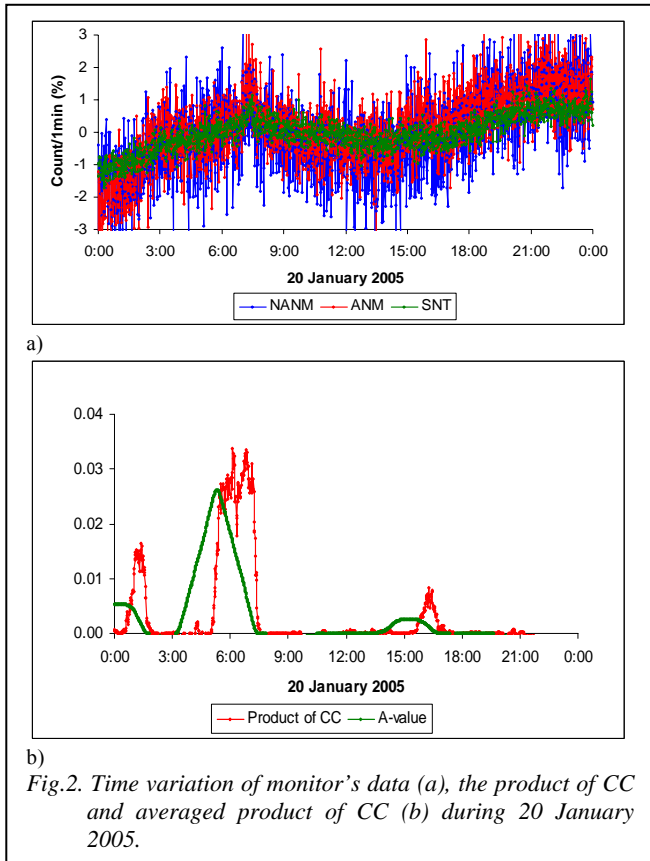 3
2
1
0
-1
-2
-3
Count/1min (%)
0:00 3:00 6:00 9:00 12:00 15:00 18:00 21:00 0:00
20 January 2005
NANM ANM SNT
a)
0.04
0.03
0.02
0.01
0.00
0:00 3:00 6:00 9:00 12:00 15:00 18:00 21:00 0:00
20 January 2005
Product of CC A-value
b)
Fig.2. Time variation of monitor's data (a), the product of CC
and averaged product of CC (b) during 20 January
2005.